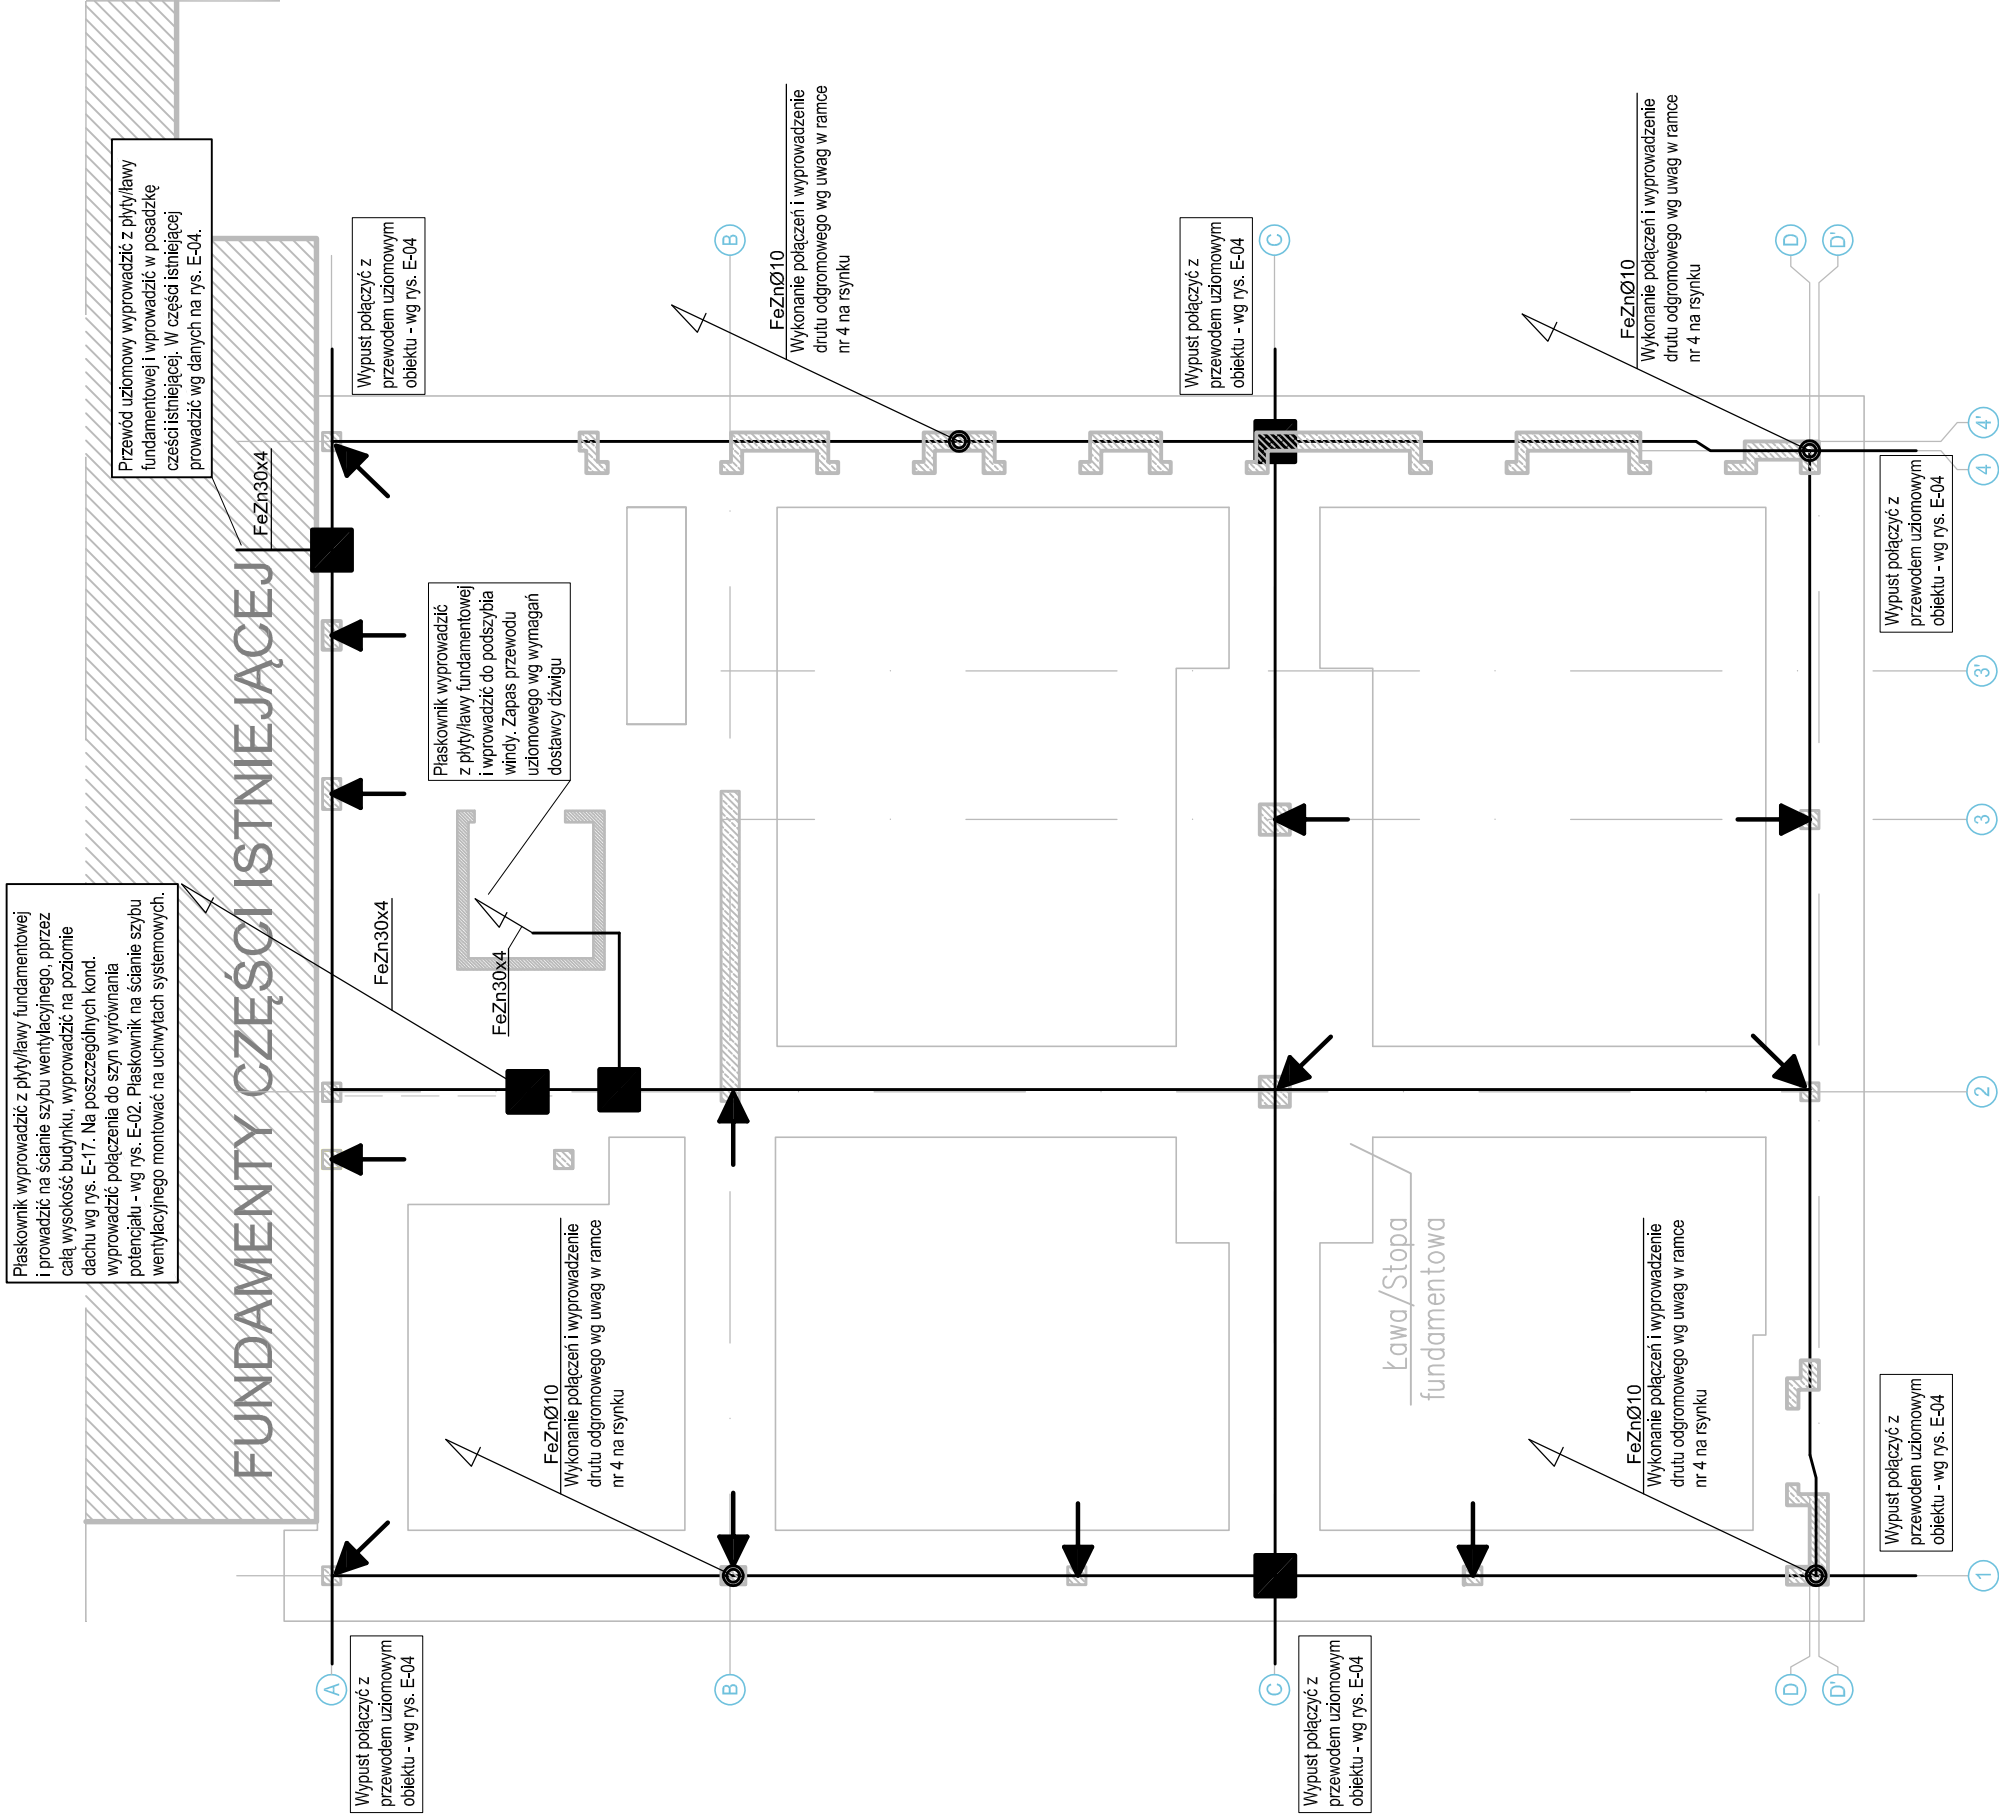 Płaskownik wyprowadzić z płyty/ławy fundamentowej
i prowadzić na ścianie szybu wentylacyjnego, pprzez
całą wysokość budynku, wyprowadzić na poziomie
dachu wg rys. E-17. Na poszczególnych kond.
wyprowadzić połączenia do szyn wyrównania
potencjału - wg rys. E-02. Płaskownik na ścianie szybu
wentylacyjnego montować na uchwytach systemowych.
Przewód uziomowy wyprowadzić z płyty/ławy
fundamentowej i wprowadzić w posadzkę
cześci istniejącej. W części istniejącej
prowadzić wg danych na rys. E-04.
FUNDAMENTY CZĘŚCI ISTNIEJĄCEJ
FeZn30x4
FeZn30x4
FeZn30x4
Płaskownik wyprowadzić
z płyty/ławy fundamentowej
i wprowadzić do podszybia
windy. Zapas przewodu
uziomowego wg wymagań
dostawcy dźwigu
Wypust połączyć z
przewodem uziomowym
obiektu - wg rys. E-04
Wypust połączyć z
przewodem uziomowym
obiektu - wg rys. E-04
FeZnØ10
Wykonanie połączeń i wyprowadzenie
drutu odgromowego wg uwag w ramce
nr 4 na rsynku
FeZnØ10
Wykonanie połączeń i wyprowadzenie
drutu odgromowego wg uwag w ramce
nr 4 na rsynku
Wypust połączyć z
przewodem uziomowym
obiektu - wg rys. E-04
Wypust połączyć z
przewodem uziomowym
obiektu - wg rys. E-04
Ława/Stopa
fundamentowa
FeZnØ10
Wykonanie połączeń i wyprowadzenie
drutu odgromowego wg uwag w ramce
nr 4 na rsynku
FeZnØ10
Wykonanie połączeń i wyprowadzenie
drutu odgromowego wg uwag w ramce
nr 4 na rsynku
Wypust połączyć z
przewodem uziomowym
obiektu - wg rys. E-04
Wypust połączyć z
przewodem uziomowym
obiektu - wg rys. E-04
A
B
C
D
D'
B
C
D
D'
1
2
3
3'
4
4'